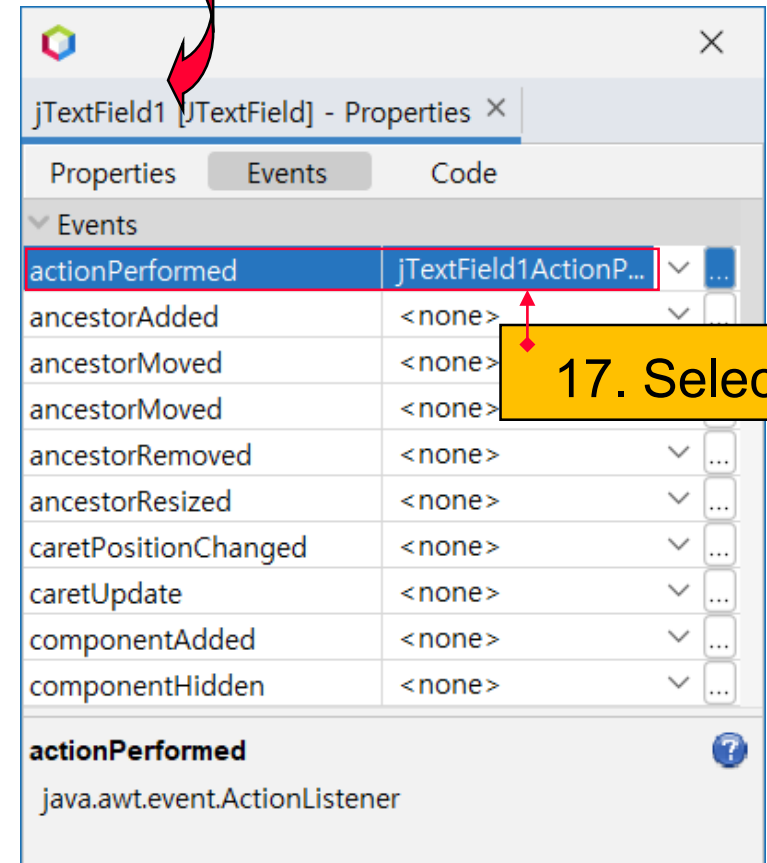 jTextField1 [JTextField] - Properties ×
Properties Events Code
Events
actionPerformed jTextField1ActionP... ...
ancestorAdded <none> ...
ancestorMoved <none>
ancestorMoved <none>
17. Selec
ancestorRemoved <none> ...
ancestorResized <none> ...
caretPositionChanged <none> ...
caretUpdate <none> ...
componentAdded <none> ...
componentHidden <none> ...
actionPerformed ?
java.awt.event.ActionListener